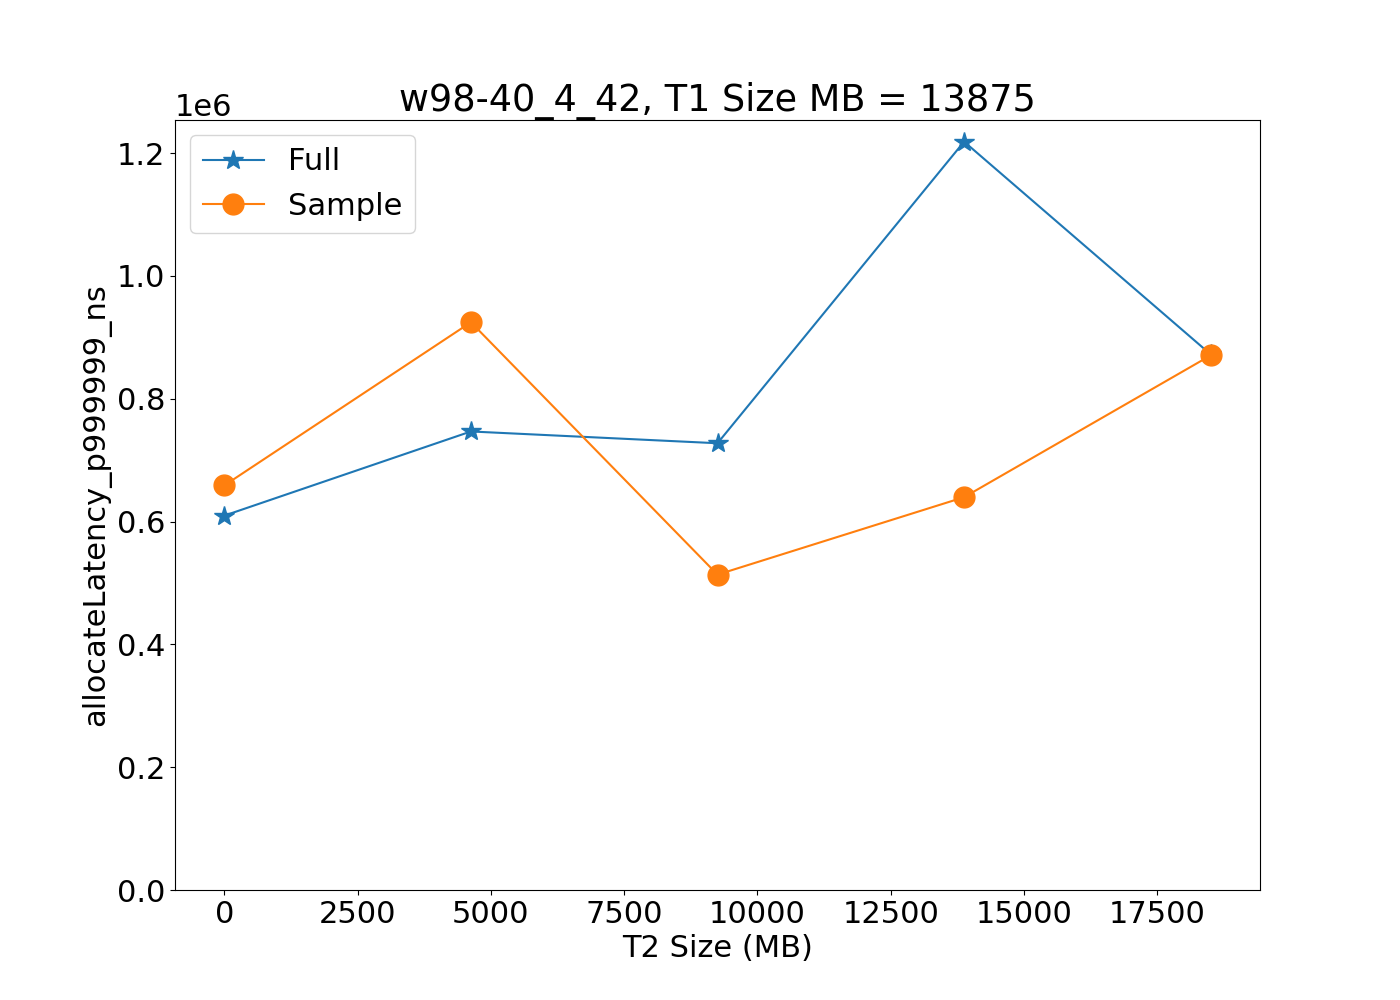 w98-40_4_42, T1 Size MB = 13875
1e6
Full
Sample
1.2
1.0
0.8
0.6
0.4
0.2
0.0
allocateLatency_p999999_ns
0 2500 5000 7500 10000 12500 15000 17500
T2 Size (MB)